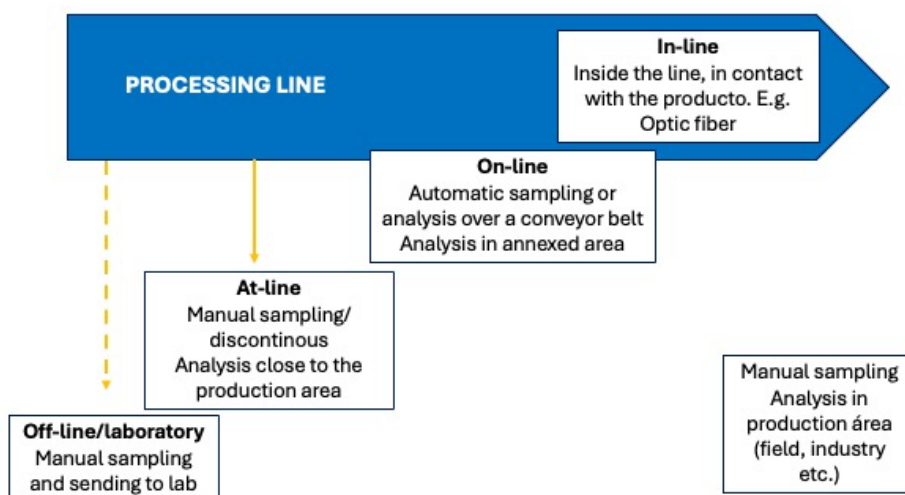 PROCESSING LINE
In-line
Inside the line, in contact
with the producto. E.g.
Optic fiber
On-line
Automatic sampling or
analysis over a conveyor belt
Analysis in annexed area
At-line
Manual sampling/
discontinous
Analysis close to the
production area
Off-line/laboratory
Manual sampling
and sending to lab
Manual sampling
Analysis in
production área
(field, industry
etc.)